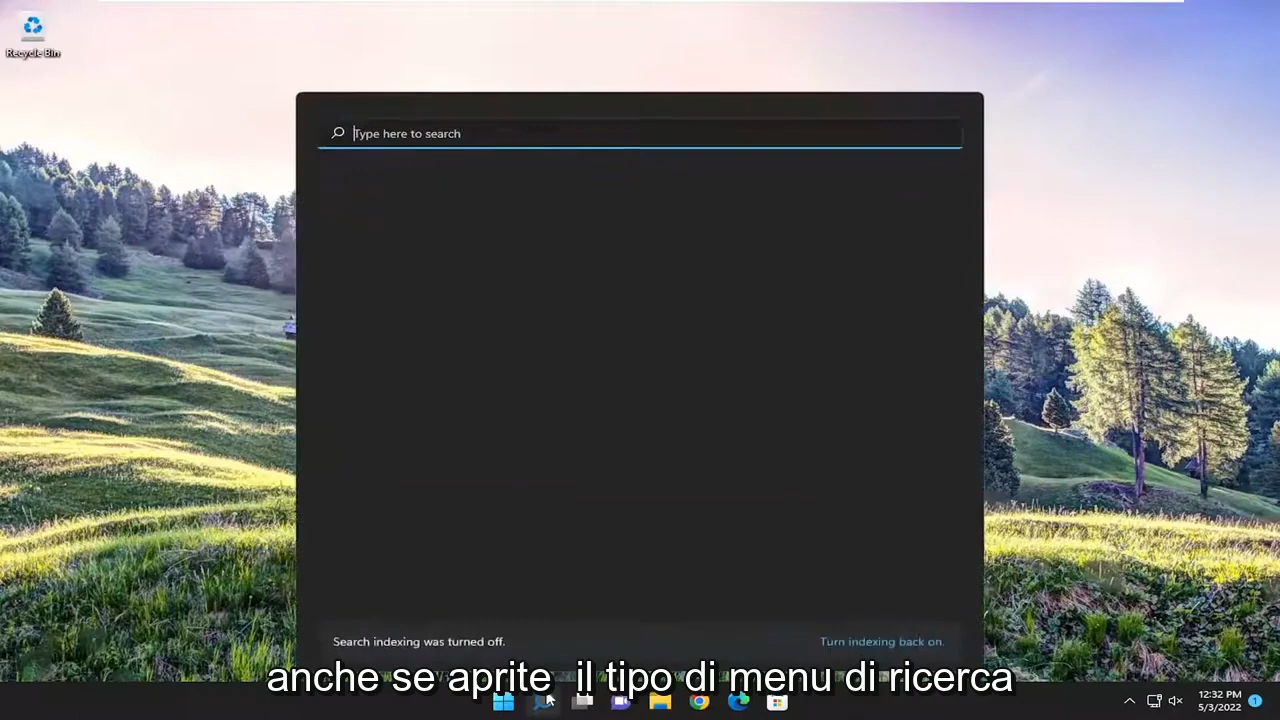 Recycle Bin
Type here to search
Search indexing was turned off.
Turn indexing back on.
anche se aprite il tipo di menu di ricerca
12:32 PM
5/3/2022
1